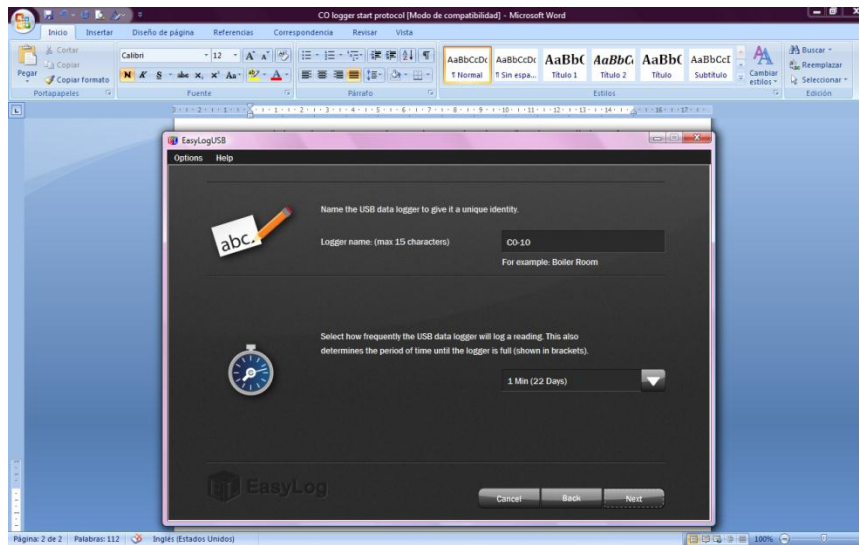 CO logger start protocol [Modo de compatibilidad] - Microsoft Word
Inicio Insertar Diseño de página Referencias Correspondencia Revisar Vista
Pegar
Cortar
Copiar
Copiar formato
Portapapeles
Calibri 12
N K S abc x, x² Aa
Fuente
Párrafo
AaBbCcDc AaBbCcDc AaBbC AaBbC AaBbC AaBbCcI
¶ Normal ¶ Sin espa... Título 1 Título 2 Título Subtítulo
Cambiar estilos
Estilos
Buscar
Reemplazar
Seleccionar
Edición
EasyLogUSB
Options Help
abc.
Name the USB data logger to give it a unique identity.
Logger name: (max 15 characters) CO-10
For example: Boiler Room
Select how frequently the USB data logger will log a reading. This also
determines the period of time until the logger is full (shown in brackets).
1 Min (22 Days)
EasyLog
Cancel Back Next
Página: 2 de 2 Palabras: 112 Inglés (Estados Unidos) 100%